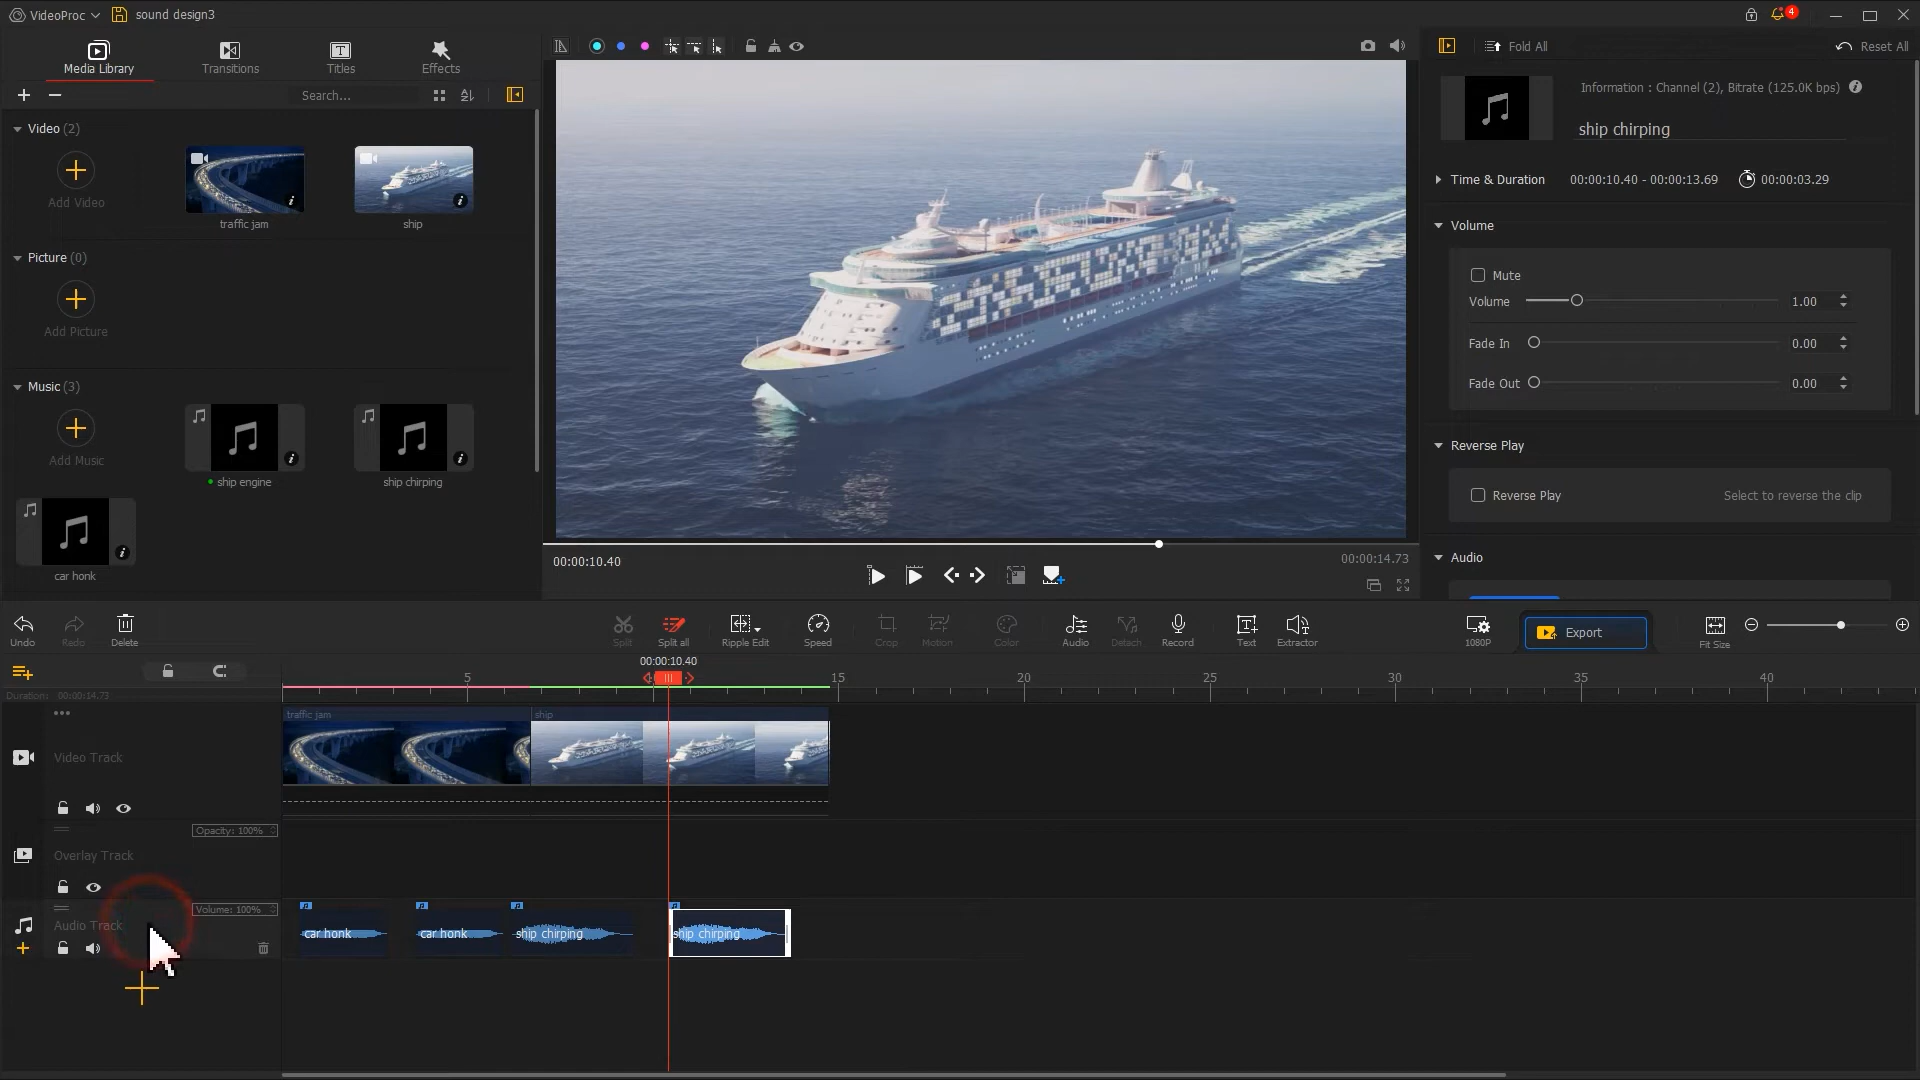 VideoProc
sound design3
4
Media Library
Transitions
Titles
Effects
Fold All
Reset All
Search...
Information : Channel (2), Bitrate (125.0K bps)
ship chirping
Time & Duration
00:00:10.40 - 00:00:13.69
00:00:03.29
Video (2)
Add Video
traffic jam
ship
Volume
Mute
Volume
1.00
Fade In
0.00
Fade Out
0.00
Picture (0)
Add Picture
Music (3)
Add Music
ship engine
ship chirping
car honk
Reverse Play
Reverse Play
Select to reverse the clip
Audio
00:00:10.40
00:00:14.73
Undo
Redo
Delete
Split
Split all
Ripple Edit
Speed
Crop
Motion
Color
Audio
Detach
Record
Text
Extractor
1080P
Export
Fit Size
00:00:10.40
Duration: 00:00:14.73
5
15
20
25
30
35
40
traffic jam
ship
Video Track
Opacity: 100%
Overlay Track
Volume: 100%
Audio Track
car honk
car honk
ship chirping
ship chirping